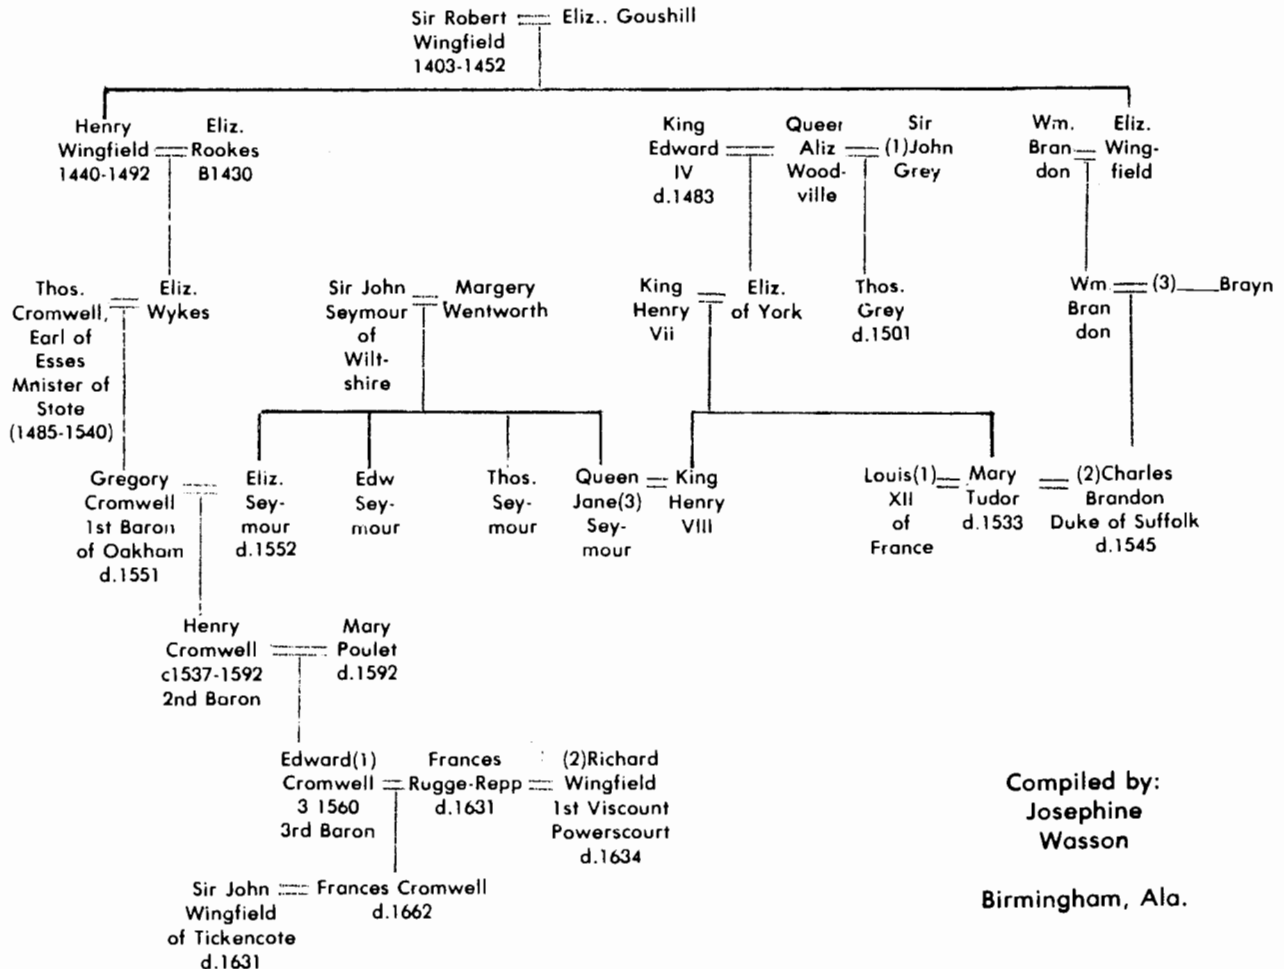 Sir Robert Eliz.. Goushill
Wingfield
1403-1452
Henry
Wingfield
1440-1492
Eliz.
Rookes
B1430
King
Edward
IV
d.1483
Queer
Aliz
Wood-
ville
Sir
(1)John
Grey
Wm.
Bran
don
Eliz.
Wing-
field
Thos.
Cromwell,
Earl of
Esses
Mnister of
Stote
(1485-1540)
Eliz.
Wykes
Sir John
Seymour
of
Wilt-
shire
Margery
Wentworth
King
Henry
Vii
Eliz.
of York
Thos.
Grey
d.1501
Wm
Bran
don
(3)____Brayn
Gregory
Cromwell
1st Baron
of Oakham
d.1551
Eliz.
Sey-
mour
d.1552
Edw
Sey-
mour
Thos.
Sey-
mour
Queen
Jane(3)
Sey-
mour
King
Henry
VIII
Louis(1)
XII
of
France
Mary
Tudor
d.1533
(2)Charles
Brandon
Duke of Suffolk
d.1545
Henry
Cromwell
c1537-1592
2nd Baron
Mary
Poulet
d.1592
Edward(1)
Cromwell
3 1560
3rd Baron
Frances
Rugge-Repp
d.1631
(2)Richard
Wingfield
1st Viscount
Powerscourt
d.1634
Sir John
Wingfield
of Tickencote
d.1631
Frances Cromwell
d.1662
Compiled by:
Josephine
Wasson
Birmingham, Ala.